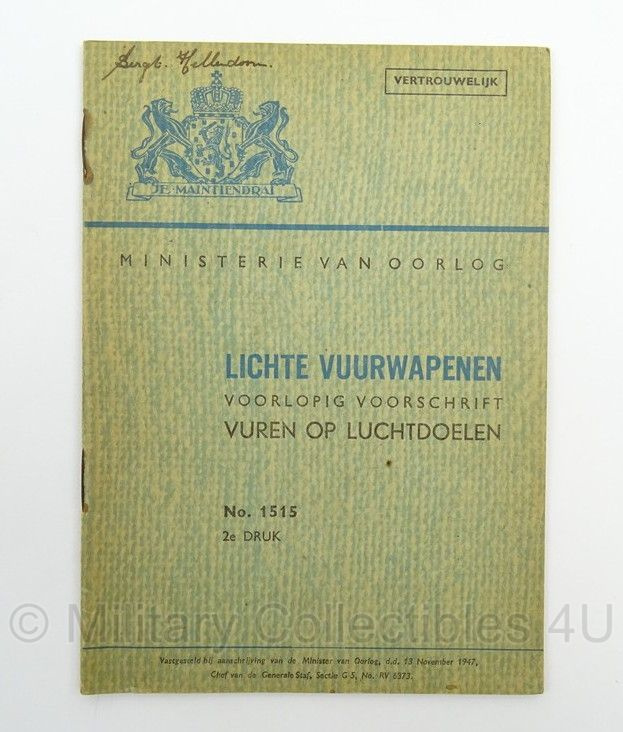 Sergt. Hellendoorn.
VERTROUWELIJK
JE·MAINTIENDRAI
MINISTERIE VAN OORLOG
LICHTE VUURWAPENEN
VOORLOPIG VOORSCHRIFT
VUREN OP LUCHTDOELEN
No. 1515
2e DRUK
© Military Collectibles 4U
Vastgesteld bij aanschrijving van de Minister van Oorlog, d.d. 13 November 1947,
Chef van de Generale Staf, Sectie G 5, No. RV 6373.